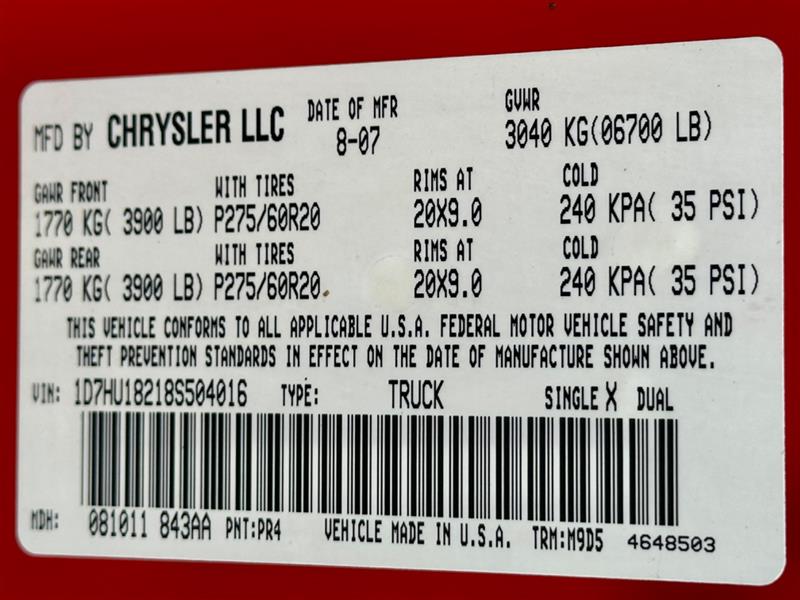 MFD BY CHRYSLER LLC DATE OF MFR 8-07 GVWR 3040 KG(06700 LB)
GAWR FRONT WITH TIRES RIMS AT COLD
1770 KG( 3900 LB) P275/60R20 20X9.0 240 KPA( 35 PSI)
GAWR REAR WITH TIRES RIMS AT COLD
1770 KG( 3900 LB) P275/60R20 20X9.0 240 KPA( 35 PSI)
THIS VEHICLE CONFORMS TO ALL APPLICABLE U.S.A. FEDERAL MOTOR VEHICLE SAFETY AND
THEFT PREVENTION STANDARDS IN EFFECT ON THE DATE OF MANUFACTURE SHOWN ABOVE.
VIN: 1D7HU18218S504016 TYPE: TRUCK SINGLE X DUAL
MDH: 081011 843AA PNT:PR4 VEHICLE MADE IN U.S.A. TRM:M9D5 4648503